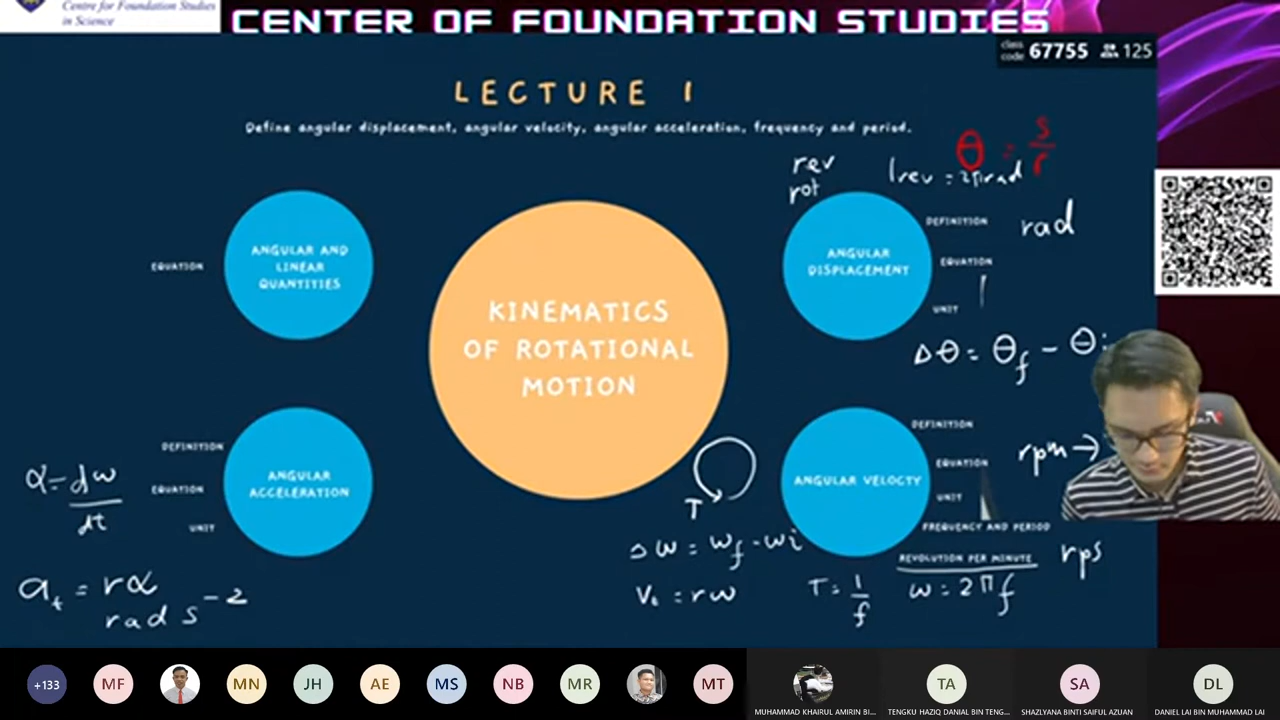 Centre for Foundation Studies
in Science
CENTER OF FOUNDATION STUDIES
class code 67755 125
LECTURE 1
Define angular displacement, angular velocity, angular acceleration, frequency and period.
θ = s/r
rev
rot
1rev = 2πrad
ANGULAR AND
LINEAR
QUANTITIES
EQUATION
KINEMATICS
OF ROTATIONAL
MOTION
ANGULAR
DISPLACEMENT
DEFINITION
rad
EQUATION
UNIT
Δθ = θf - θi
ANGULAR
ACCELERATION
DEFINITION
EQUATION
UNIT
α = dω/dt
at = rα
rad s-2
ANGULAR VELOCTY
DEFINITION
EQUATION
UNIT
rpm →
FREQUENCY AND PERIOD
REVOLUTION PER MINUTE
rps
T
Δω = ωf - ωi
T = 1/f
ω = 2πf
+133
MF
MN
JH
AE
MS
NB
MR
MT
TA
SA
DL
MUHAMMAD KHAIRUL AMIRIN BI...
TENGKU HAZIQ DANIAL BIN TENG...
SHAZLYANA BINTI SAIFUL AZUAN
DANIEL LAI BIN MUHAMMAD LAI